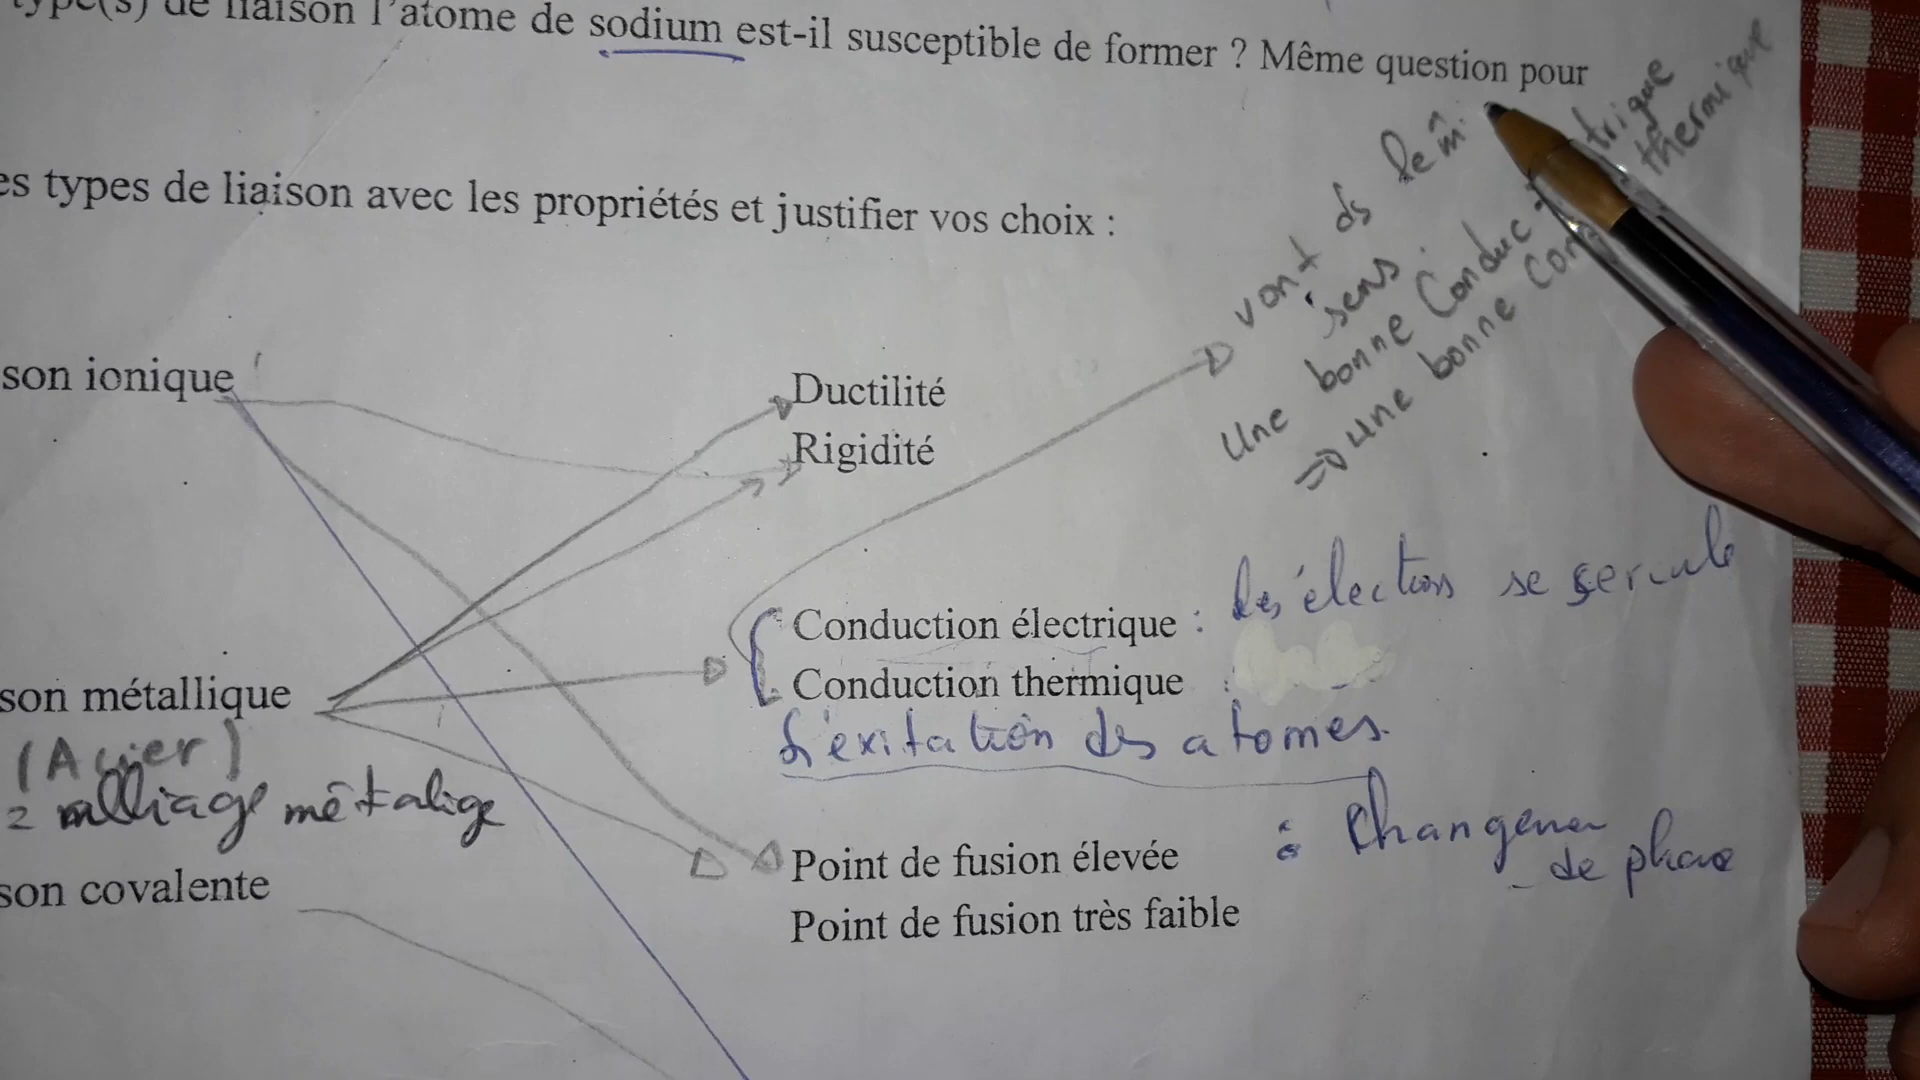 type(s) de liaison l'atome de sodium est-il susceptible de former ? Même question pour
es types de liaison avec les propriétés et justifier vos choix :
vont ds le m̂
sens.
une bonne Conduc trique
=> une bonne Con thermique
son ionique
Ductilité
Rigidité
Conduction électrique : les électrons se
Conduction thermique :
L'exitation des atomes.
son métallique
(Acier)
= alliage métalige
Point de fusion élevée : Changemen
de phase
son covalente
Point de fusion très faible